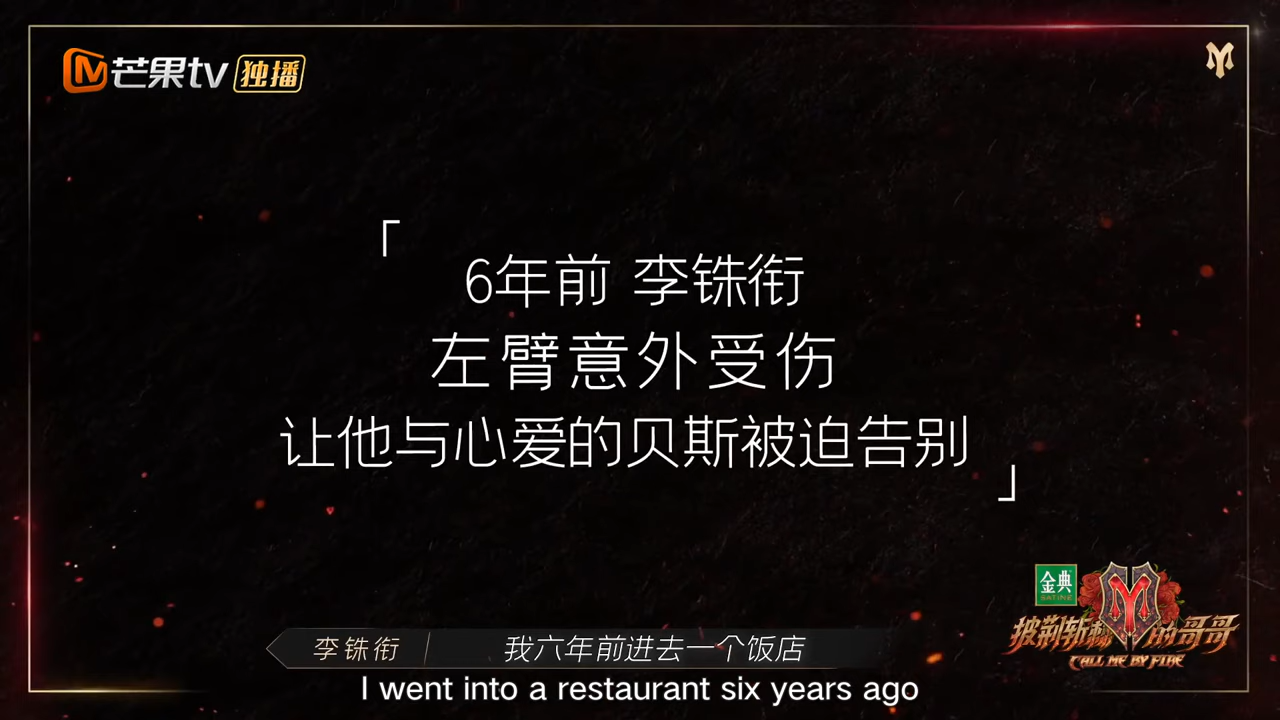 芒果tv 独播
「6年前 李铢衔
左臂意外受伤
让他与心爱的贝斯被迫告别」
金典
SATINE
披荆斩棘的哥哥
CALL ME BY FIRE
李铢衔 我六年前进去一个饭店
I went into a restaurant six years ago